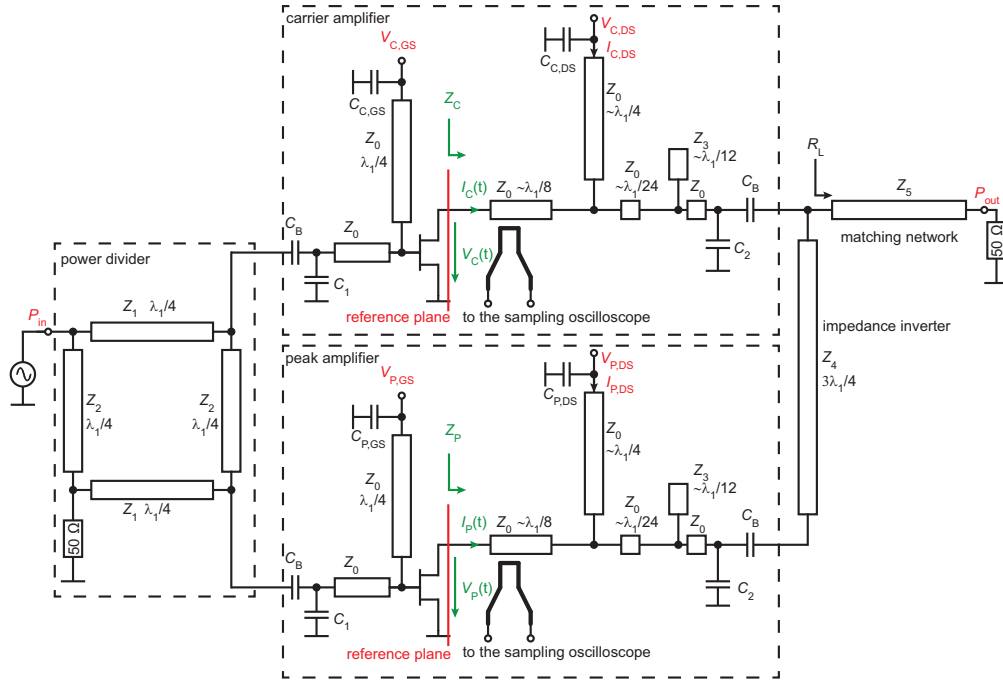 carrier amplifier
V_C,GS
C_C,GS
Z_0
λ_1/4
Z_C
I_C(t)
V_C(t)
V_C,DS
I_C,DS
C_C,DS
Z_0
~λ_1/4
Z_0 ~λ_1/8
Z_0
~λ_1/24
Z_3
~λ_1/12
Z_0
C_B
C_2
C_B
Z_0
C_1
reference plane
to the sampling oscilloscope
R_L
Z_5
P_out
50 Ω
matching network
impedance inverter
Z_4
3λ_1/4
power divider
P_in
Z_1 λ_1/4
Z_2
λ_1/4
Z_2
λ_1/4
Z_1 λ_1/4
50 Ω
peak amplifier
V_P,GS
C_P,GS
Z_0
λ_1/4
Z_P
I_P(t)
V_P(t)
V_P,DS
I_P,DS
C_P,DS
Z_0
~λ_1/4
Z_0 ~λ_1/8
Z_0
~λ_1/24
Z_3
~λ_1/12
Z_0
C_B
C_2
C_B
Z_0
C_1
reference plane
to the sampling oscilloscope